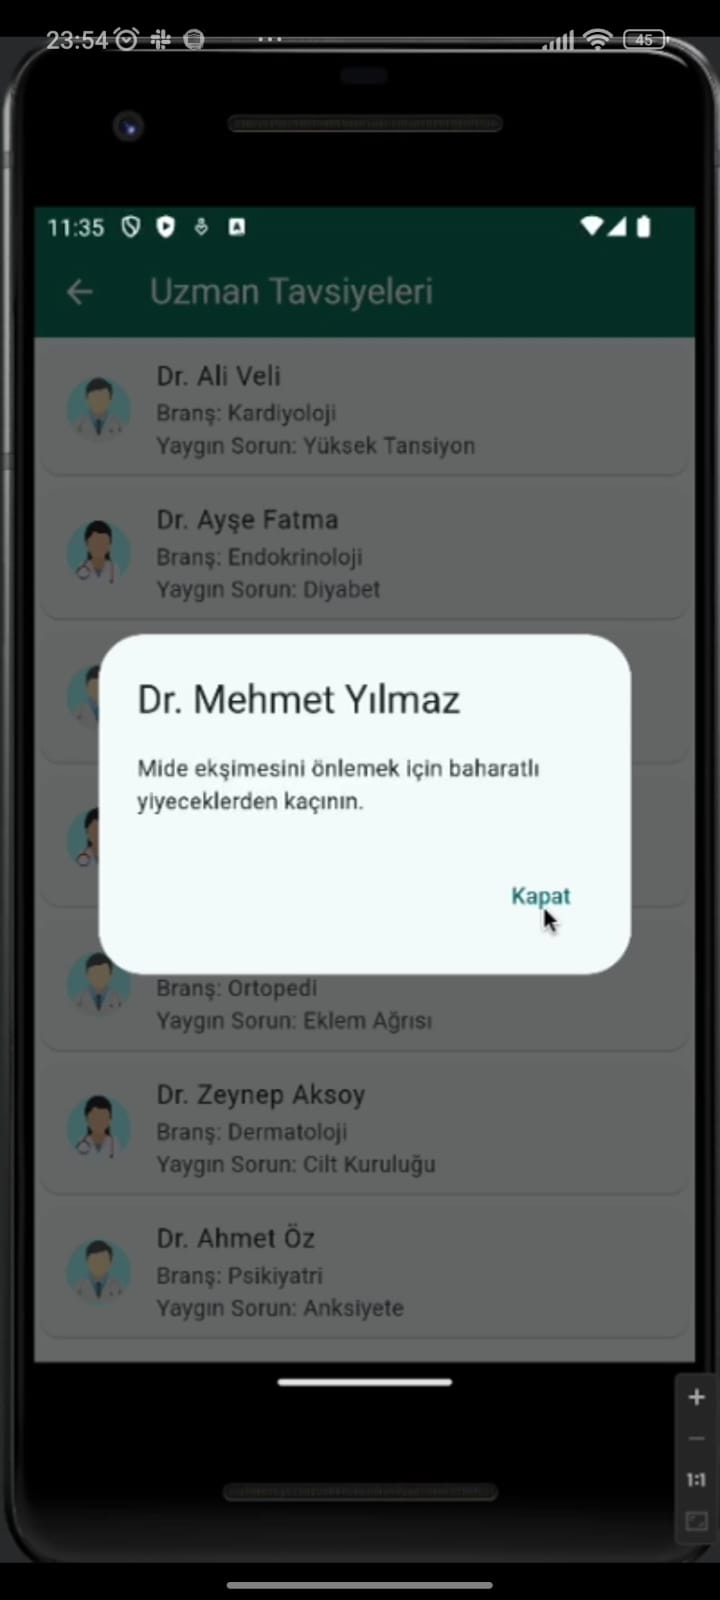 23:54
45
11:35
Uzman Tavsiyeleri
Dr. Ali Veli
Branş: Kardiyoloji
Yaygın Sorun: Yüksek Tansiyon
Dr. Ayşe Fatma
Branş: Endokrinoloji
Yaygın Sorun: Diyabet
Dr. Mehmet Yılmaz
Mide ekşimesini önlemek için baharatlı
yiyeceklerden kaçının.
Kapat
Branş: Ortopedi
Yaygın Sorun: Eklem Ağrısı
Dr. Zeynep Aksoy
Branş: Dermatoloji
Yaygın Sorun: Cilt Kuruluğu
Dr. Ahmet Öz
Branş: Psikiyatri
Yaygın Sorun: Anksiyete
1:1